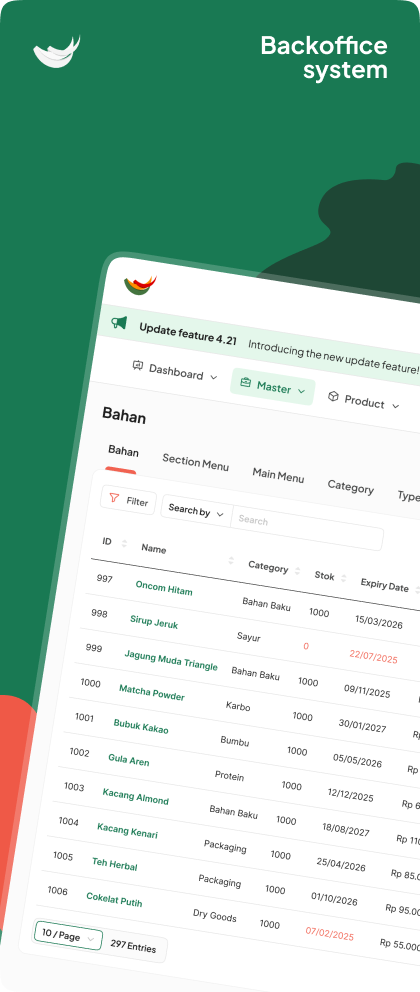 Backoffice
system
Update feature 4.21 Introducing the new update feature!
Dashboard Master Product
Bahan
Bahan Section Menu Main Menu Category Type
Filter Search by Search
ID Name Category Stok Expiry Date
997 Oncom Hitam Bahan Baku 1000 15/03/2026
998 Sirup Jeruk Sayur 0 22/07/2025
999 Jagung Muda Triangle Bahan Baku 1000 09/11/2025
1000 Matcha Powder Karbo 1000 30/01/2027 Rp
1001 Bubuk Kakao Bumbu 1000 05/05/2026 Rp
1002 Gula Aren Protein 1000 12/12/2025 Rp 6
1003 Kacang Almond Bahan Baku 1000 18/08/2027 Rp 110
1004 Kacang Kenari Packaging 1000 25/04/2026 Rp 85.0
1005 Teh Herbal Packaging 1000 01/10/2026 Rp 95.00
1006 Cokelat Putih Dry Goods 1000 07/02/2025 Rp 55.000
10 / Page 297 Entries